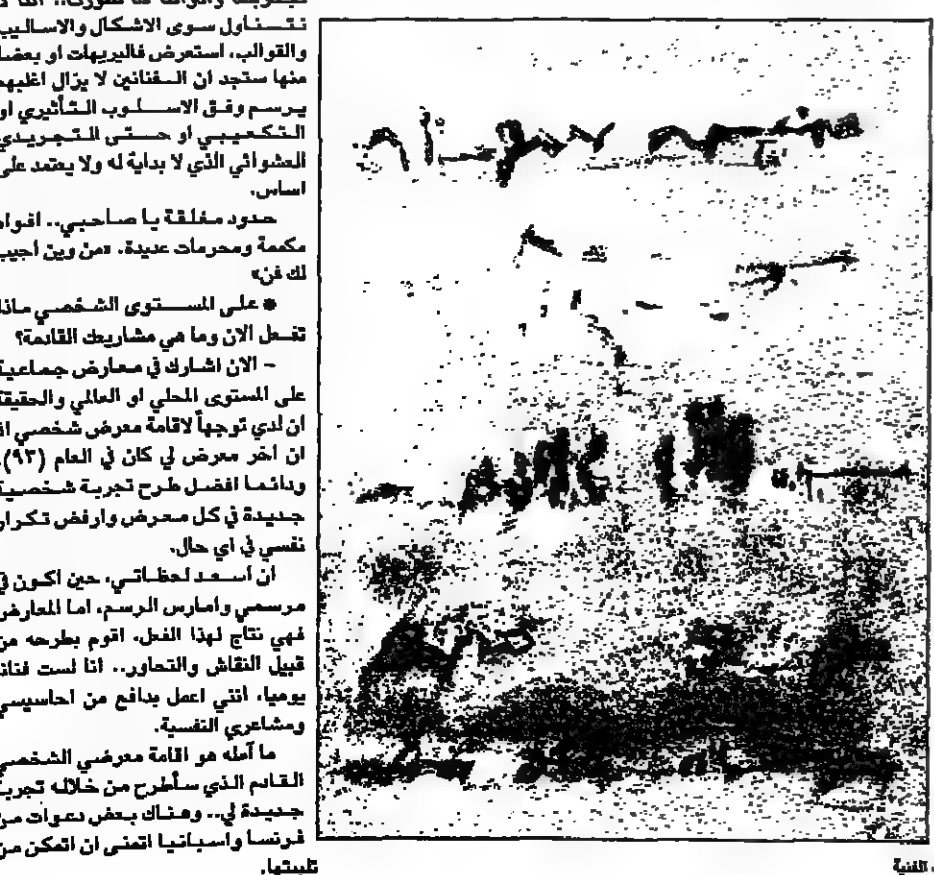 نتناول سوى الاشكال والاساليب
والقوالب، استعرض فاليريهات او بعضا
منها ستجد ان الفنانين لا يزال اغلبهم
يرسم وفق الاسلوب التأثيري او
التكعيبي او حتى التجريدي
العشوائي الذي لا بداية له ولا يعتمد على
اساس.
حدود مغلقة يا صاحبي.. افواه
مكممة ومحرمات عديدة. «من وين اجيب
لك فن»
* على المستوى الشخصي ماذا
تفعل الان وما هي مشاريعك القادمة؟
- الان اشارك في معارض جماعية
على المستوى المحلي او العالمي والحقيقة
ان لدي توجهاً لاقامة معرض شخصي اذ
ان آخر معرض لي كان في العام (٩٣)
ودائما افضل طرح تجربة شخصية
جديدة في كل معرض وارفض تكرار
نفسي في اي حال.
ان اسعد لحظاتي، حين اكون في
مرسمي وامارس الرسم، اما المعارض
فهي نتاج لهذا الفعل، اقوم بطرحه من
قبيل النقاش والتحاور.. انا لست فنانا
يوميا، أنني اعمل بدافع من احاسيسي
ومشاعري النفسية.
ما آمله هو اقامة معرضي الشخصي
القادم الذي سأطرح من خلاله تجربة
جديدة لي.. وهناك بعض دعوات من
فرنسا واسبانيا اتمنى ان اتمكن من
تلبيتها.
الفنية